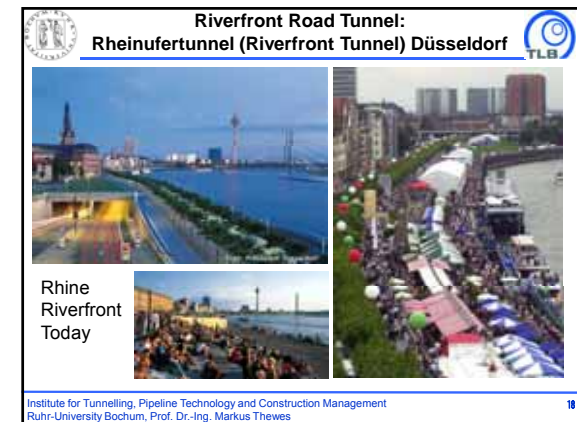 Riverfront Road Tunnel:
Rheinufertunnel (Riverfront Tunnel) Düsseldorf
TLB
Rhine
Riverfront
Today
Institute for Tunnelling, Pipeline Technology and Construction Management
Ruhr-University Bochum, Prof. Dr.-Ing. Markus Thewes
18